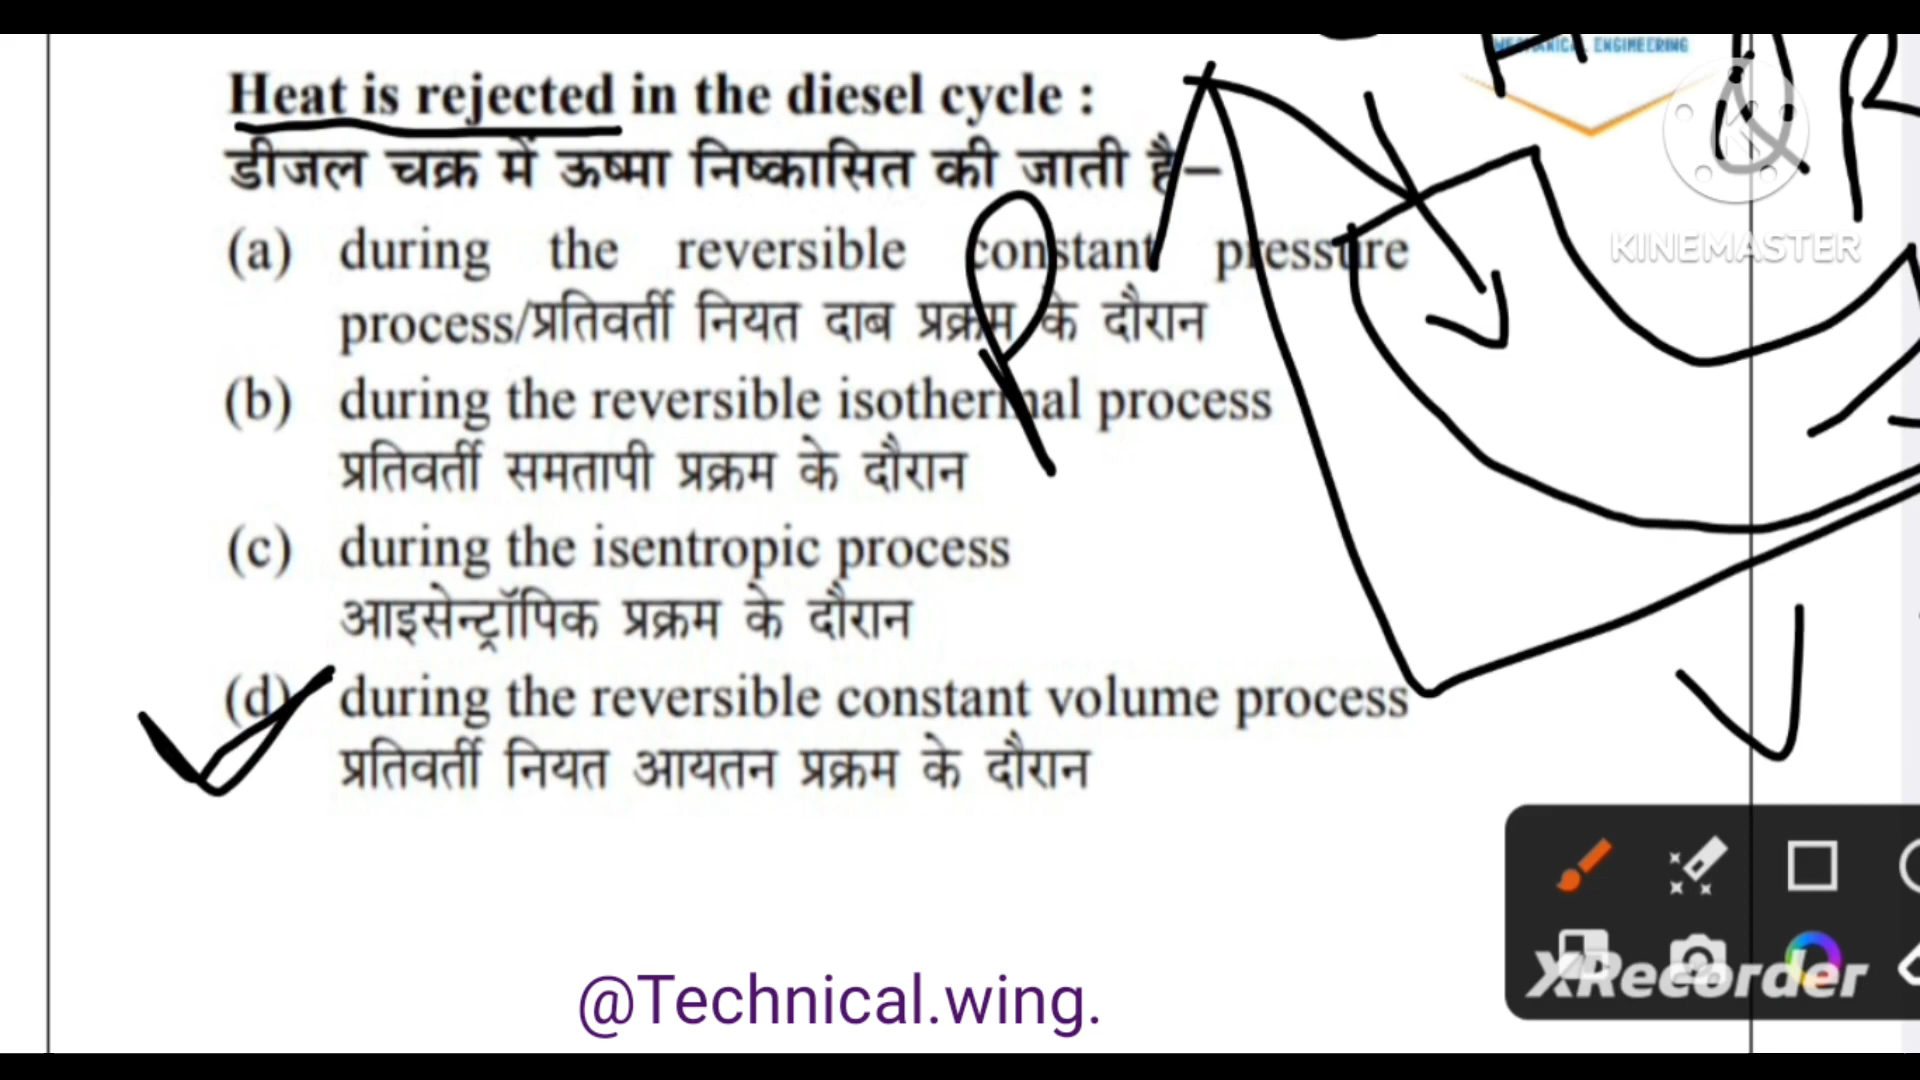 MECHANICAL ENGINEERING
Heat is rejected in the diesel cycle :
डीजल चक्र में ऊष्मा निष्कासित की जाती है–
(a) during the reversible constant pressure
process/प्रतिवर्ती नियत दाब प्रक्रम के दौरान
(b) during the reversible isothermal process
प्रतिवर्ती समतापी प्रक्रम के दौरान
(c) during the isentropic process
आइसेन्ट्रॉपिक प्रक्रम के दौरान
(d) during the reversible constant volume process
प्रतिवर्ती नियत आयतन प्रक्रम के दौरान
P
KINEMASTER
@Technical.wing.
XRecorder